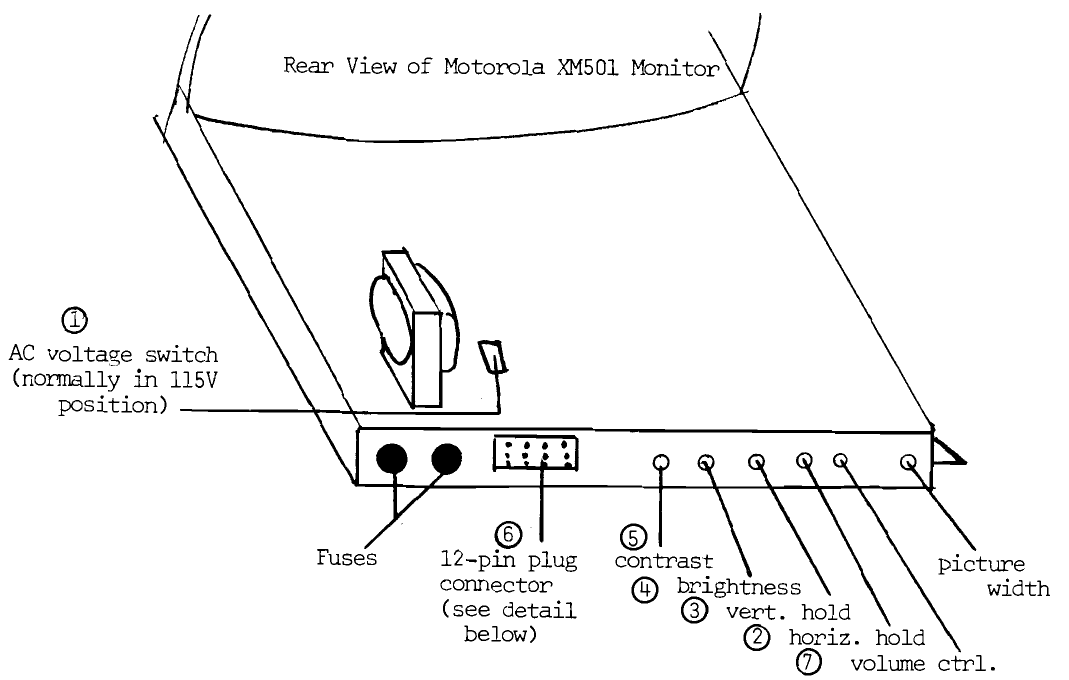 Rear View of Motorola XM501 Monitor
①
AC voltage switch
(normally in 115V
position)
Fuses
⑥
12-pin plug
connector
(see detail
below)
⑤
contrast
④ brightness
③ vert. hold
② horiz. hold
⑦ volume ctrl.
picture
width